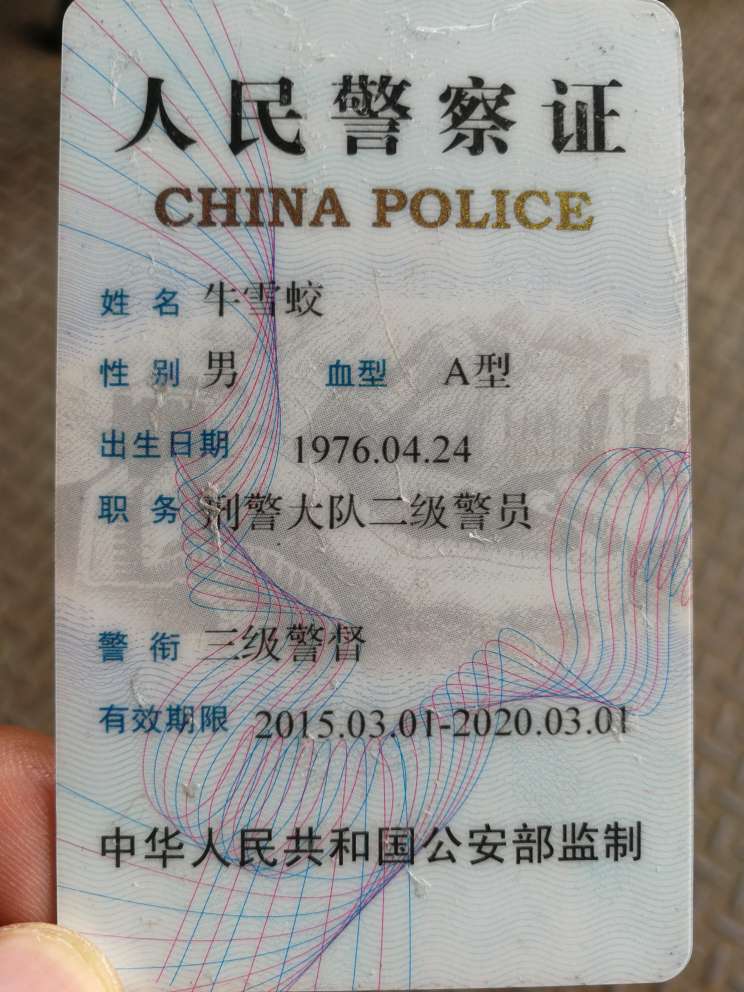 人民警察证
CHINA POLICE
姓名 牛雪蛟
性别 男 血型 A型
出生日期 1976.04.24
职务 刑警大队二级警员
警衔 三级警督
有效期限 2015.03.01-2020.03.01
中华人民共和国公安部监制